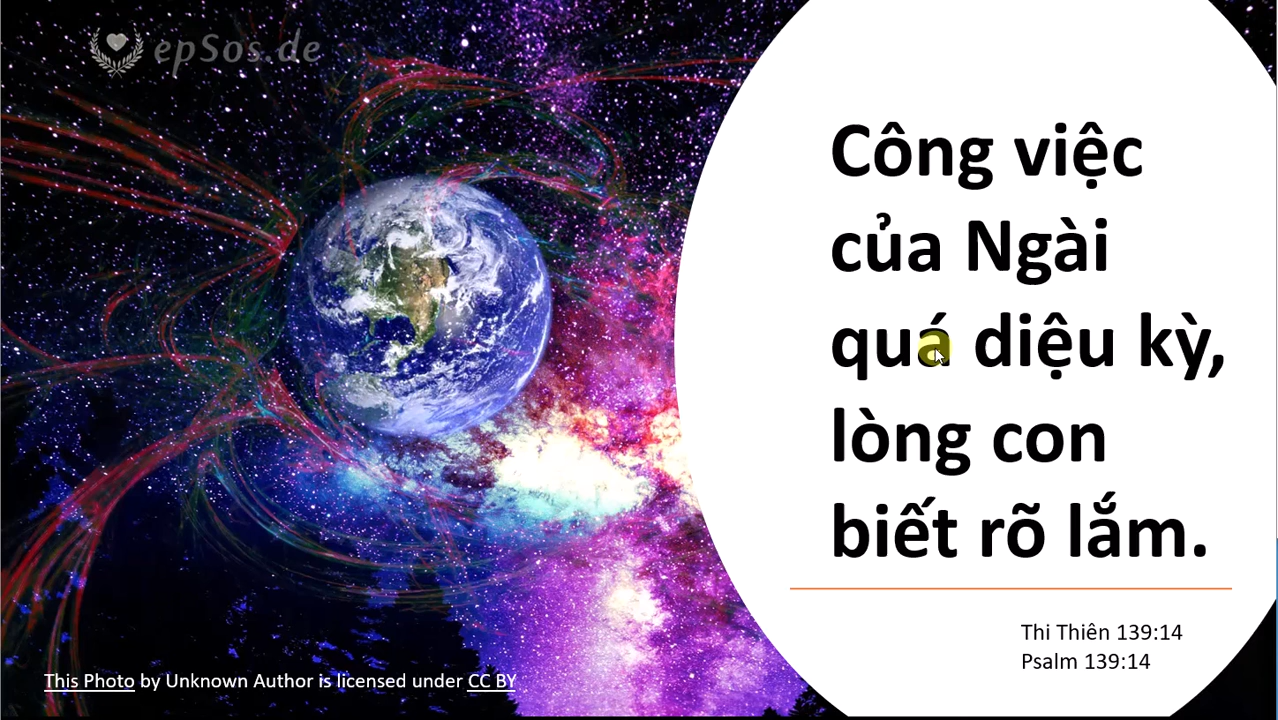 epSos.de
Công việc
của Ngài
quá diệu kỳ,
lòng con
biết rõ lắm.
Thi Thiên 139:14
Psalm 139:14
This Photo by Unknown Author is licensed under CC BY